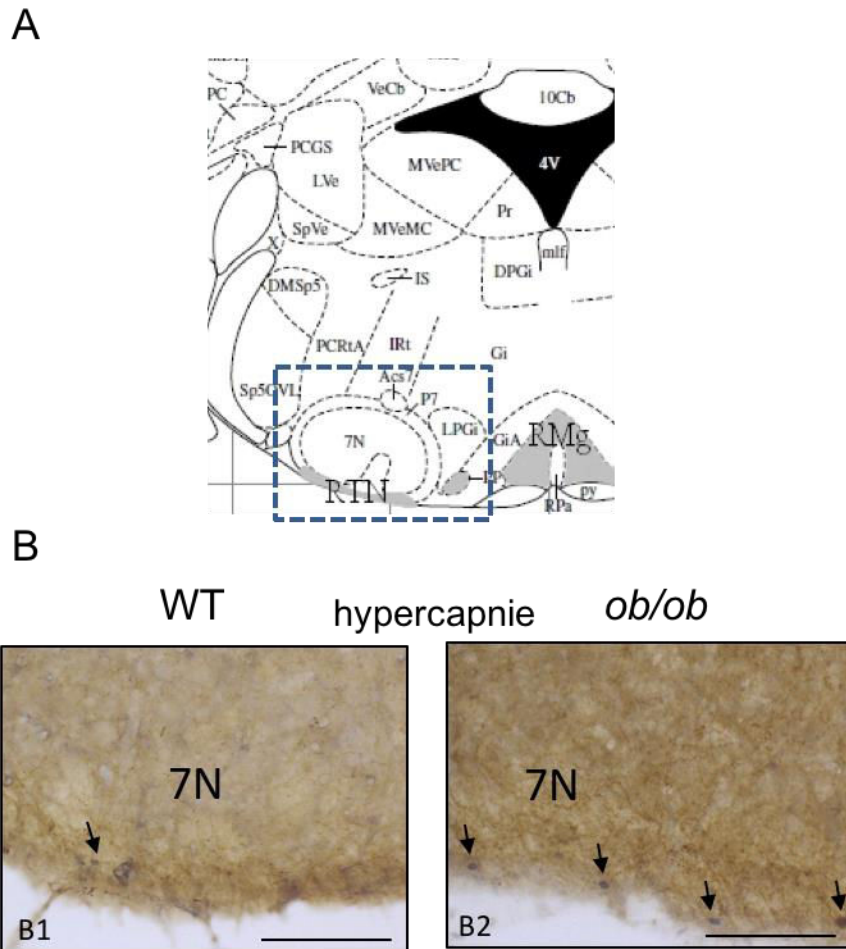 A
VeCb
10Cb
PC
PCGS
4V
MVePC
LVe
Pr
SpVe
MVeMC
X
mlf
DPGi
IS
DMSp5
PCRtA
IRt
Gi
Acs7
Sp5OVL
P7
LPGi
7N
GiA
RMg
RTN
py
RPa
B
WT
hypercapnie
ob/ob
7N
7N
B1
B2